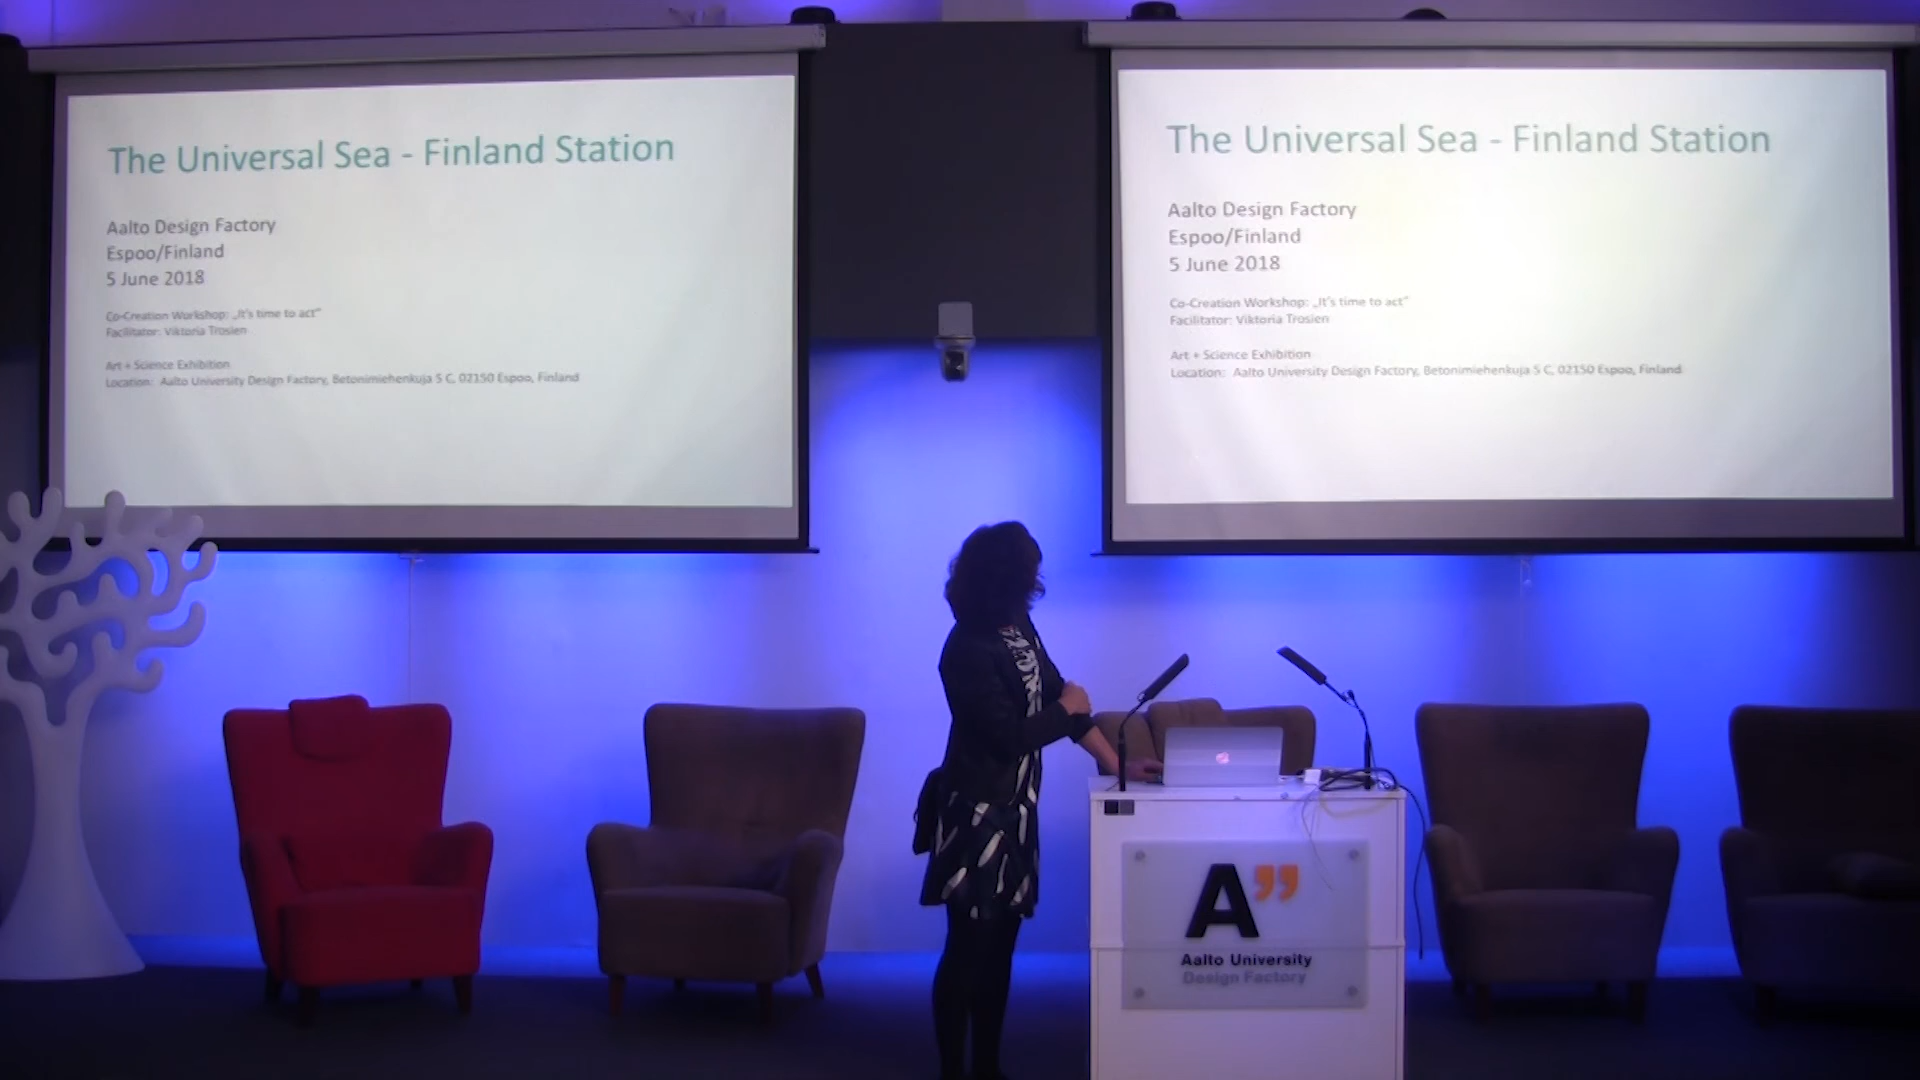 The Universal Sea - Finland Station
Aalto Design Factory
Espoo/Finland
5 June 2018
Co-Creation Workshop: „It's time to act"
Facilitator: Viktoria Trosien
Art + Science Exhibition
Location: Aalto University Design Factory, Betonimiehenkuja 5 C, 02150 Espoo, Finland
The Universal Sea - Finland Station
Aalto Design Factory
Espoo/Finland
5 June 2018
Co-Creation Workshop: „It's time to act"
Facilitator: Viktoria Trosien
Art + Science Exhibition
Location: Aalto University Design Factory, Betonimiehenkuja 5 C, 02150 Espoo, Finland
A”
Aalto University
Design Factory